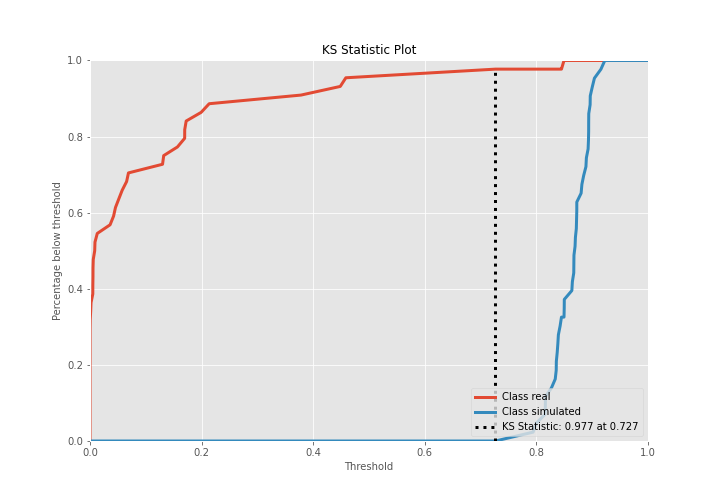 KS Statistic Plot
1.0
0.8
0.6
0.4
0.2
0.0
Percentage below threshold
0.0 0.2 0.4 0.6 0.8 1.0
Threshold
Class real
Class simulated
KS Statistic: 0.977 at 0.727